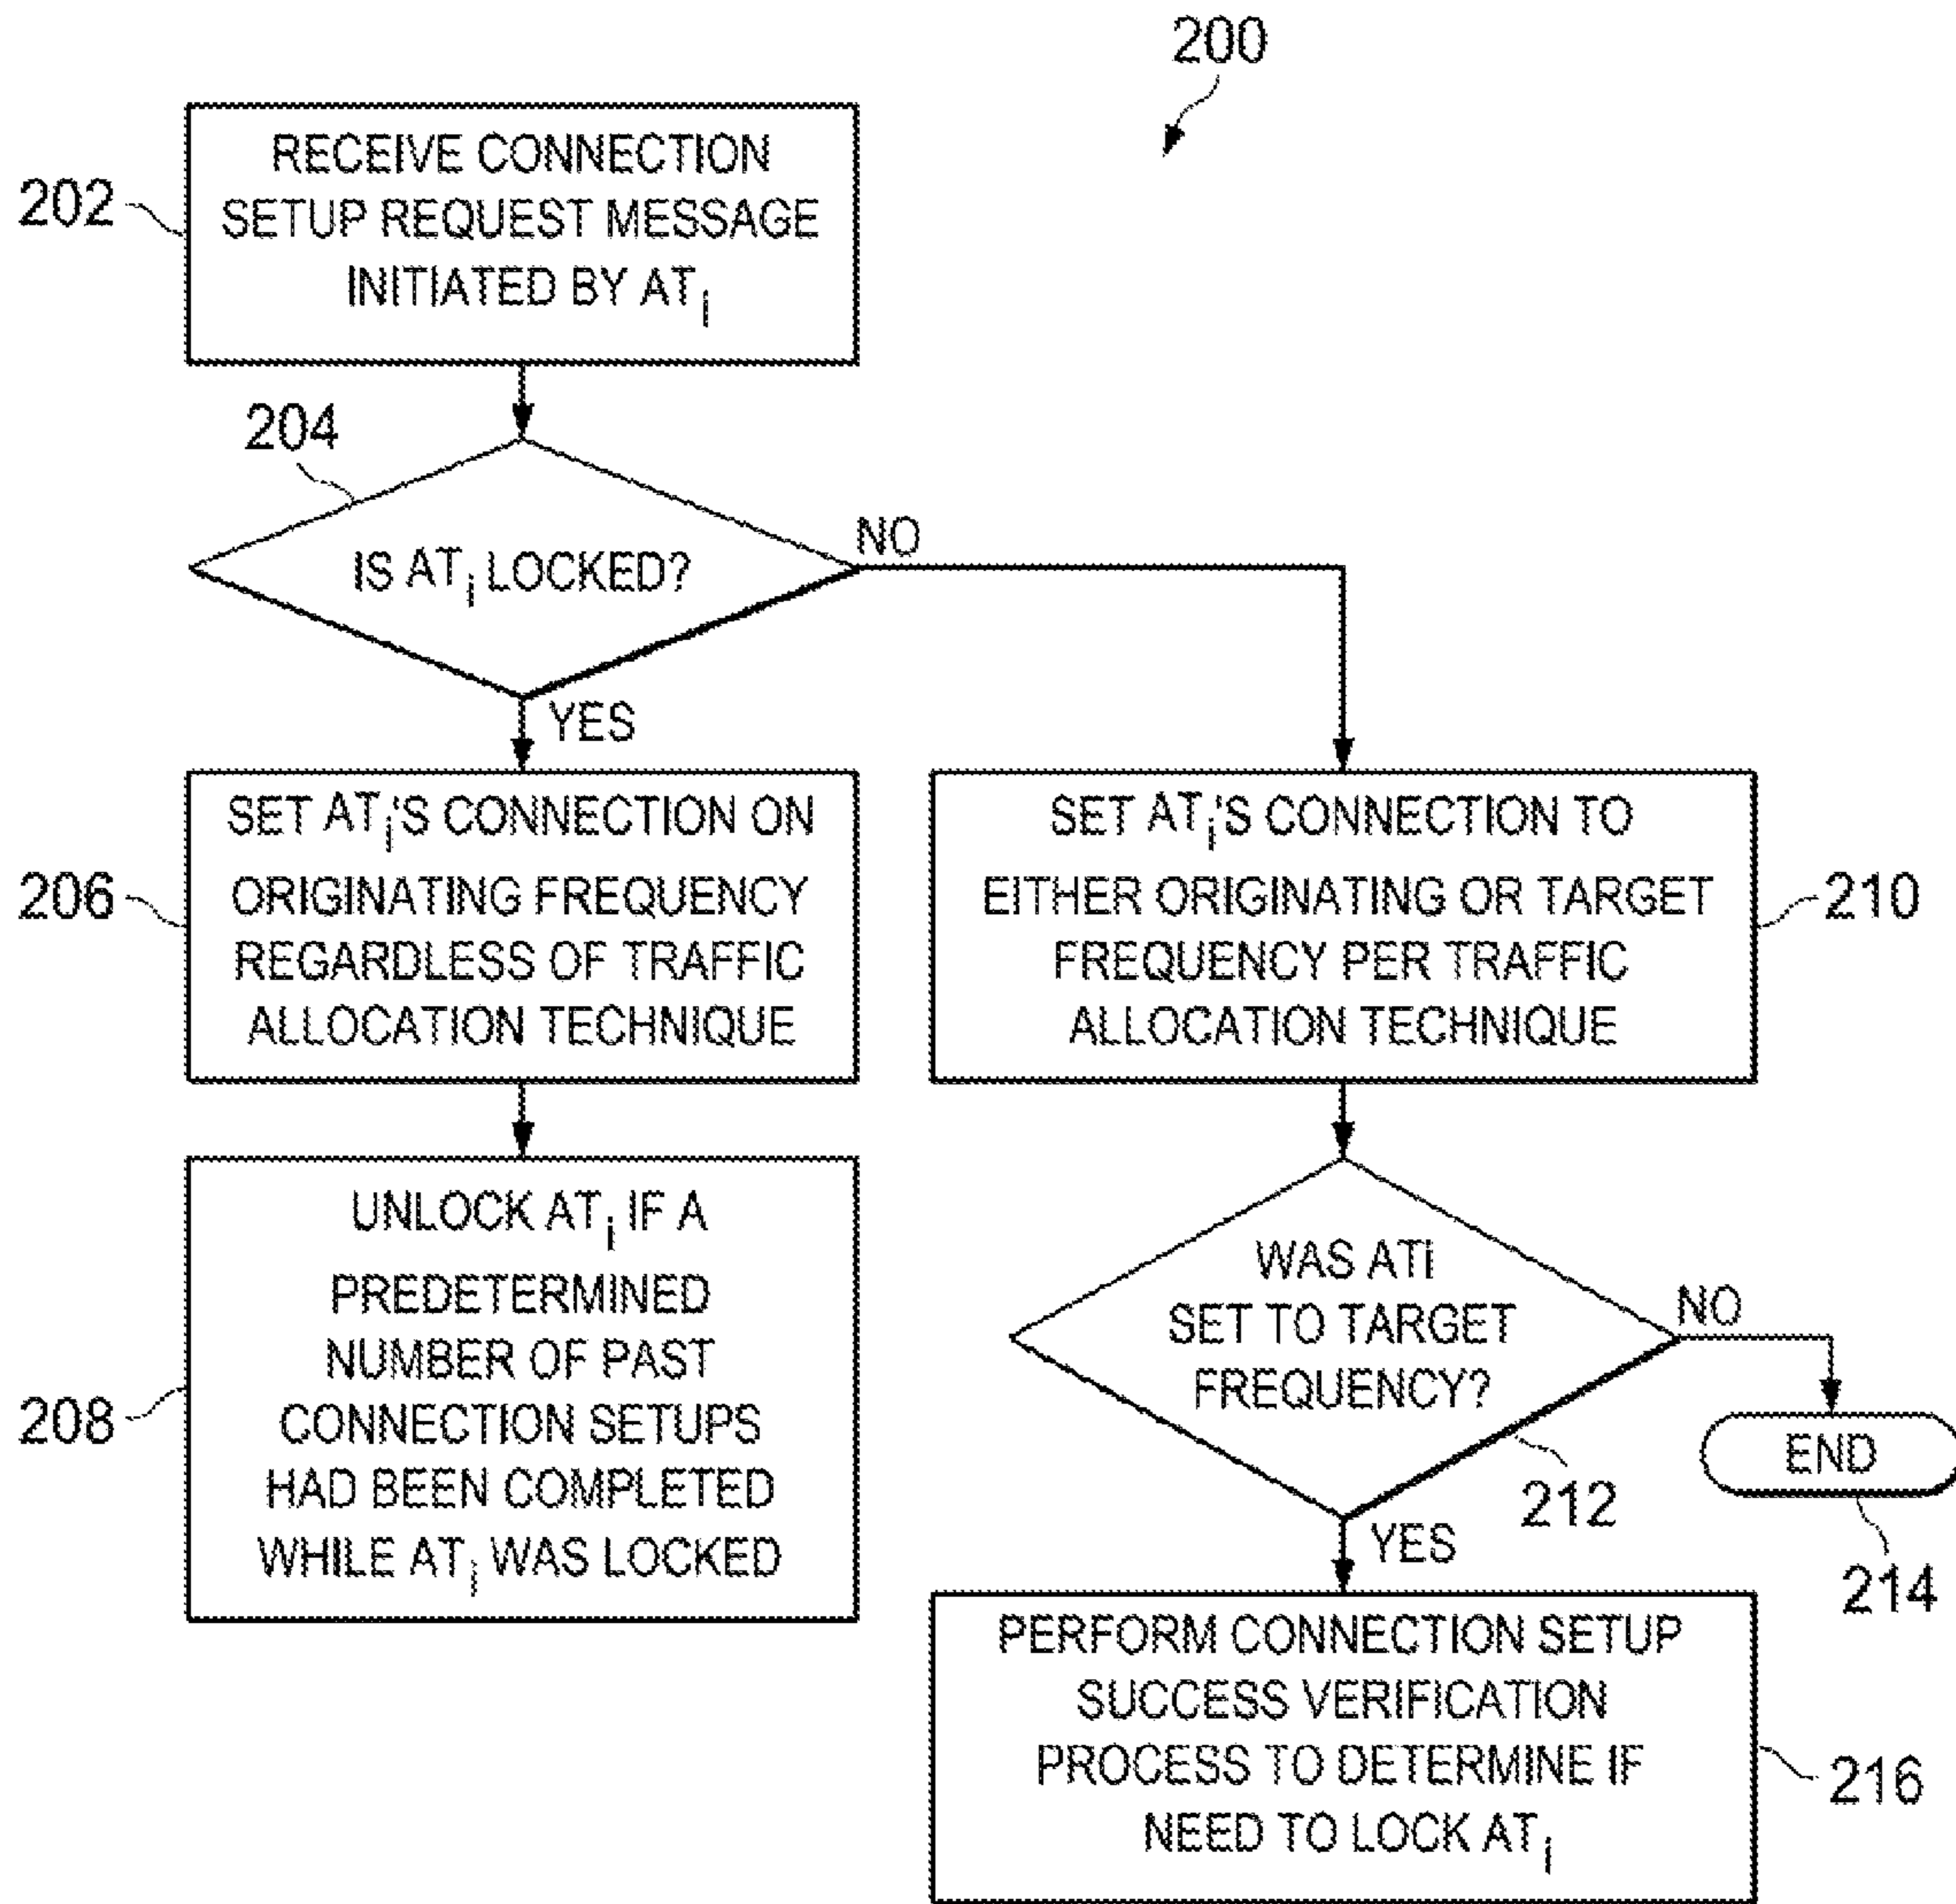 200
202
RECEIVE CONNECTION
SETUP REQUEST MESSAGE
INITIATED BY ATi
204
IS ATi LOCKED?
NO
YES
206
SET ATi'S CONNECTION ON
ORIGINATING FREQUENCY
REGARDLESS OF TRAFFIC
ALLOCATION TECHNIQUE
SET ATi'S CONNECTION TO
EITHER ORIGINATING OR TARGET
FREQUENCY PER TRAFFIC
ALLOCATION TECHNIQUE
210
208
UNLOCK ATi IF A
PREDETERMINED
NUMBER OF PAST
CONNECTION SETUPS
HAD BEEN COMPLETED
WHILE ATi WAS LOCKED
WAS ATi
SET TO TARGET
FREQUENCY?
NO
END
212
214
YES
PERFORM CONNECTION SETUP
SUCCESS VERIFICATION
PROCESS TO DETERMINE IF
NEED TO LOCK ATi
216